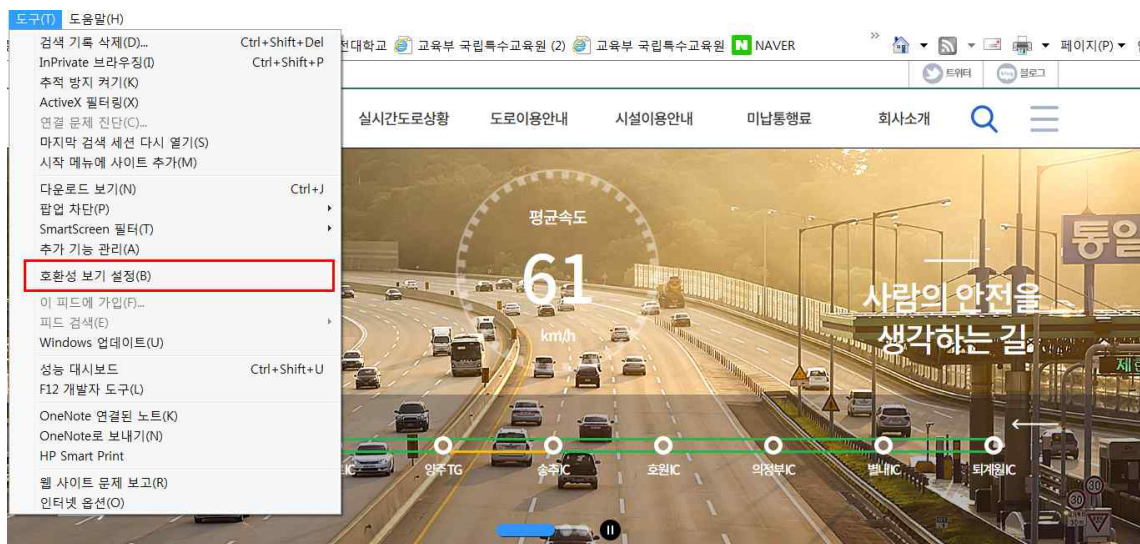 도구(T) 도움말(H)
검색 기록 삭제(D)... Ctrl+Shift+Del
InPrivate 브라우징(I) Ctrl+Shift+P
추적 방지 켜기(K)
ActiveX 필터링(X)
연결 문제 진단(C)...
마지막 검색 세션 다시 열기(S)
시작 메뉴에 사이트 추가(M)
다운로드 보기(N) Ctrl+J
팝업 차단(P)
SmartScreen 필터(T)
추가 기능 관리(A)
호환성 보기 설정(B)
이 피드에 가입(F)...
피드 검색(E)
Windows 업데이트(U)
성능 대시보드 Ctrl+Shift+U
F12 개발자 도구(L)
OneNote 연결된 노트(K)
OneNote로 보내기(N)
HP Smart Print
웹 사이트 문제 보고(R)
인터넷 옵션(O)
전대학교 교육부 국립특수교육원 (2) 교육부 국립특수교육원 N NAVER » 페이지(P)
트위터 블로그
실시간도로상황 도로이용안내 시설이용안내 미납통행료 회사소개
평균속도
61
km/h
사람의 안전을
생각하는 길.
통일
제한
IC 양주TG 송추IC 호원IC 의정부IC 별내IC 퇴계원IC